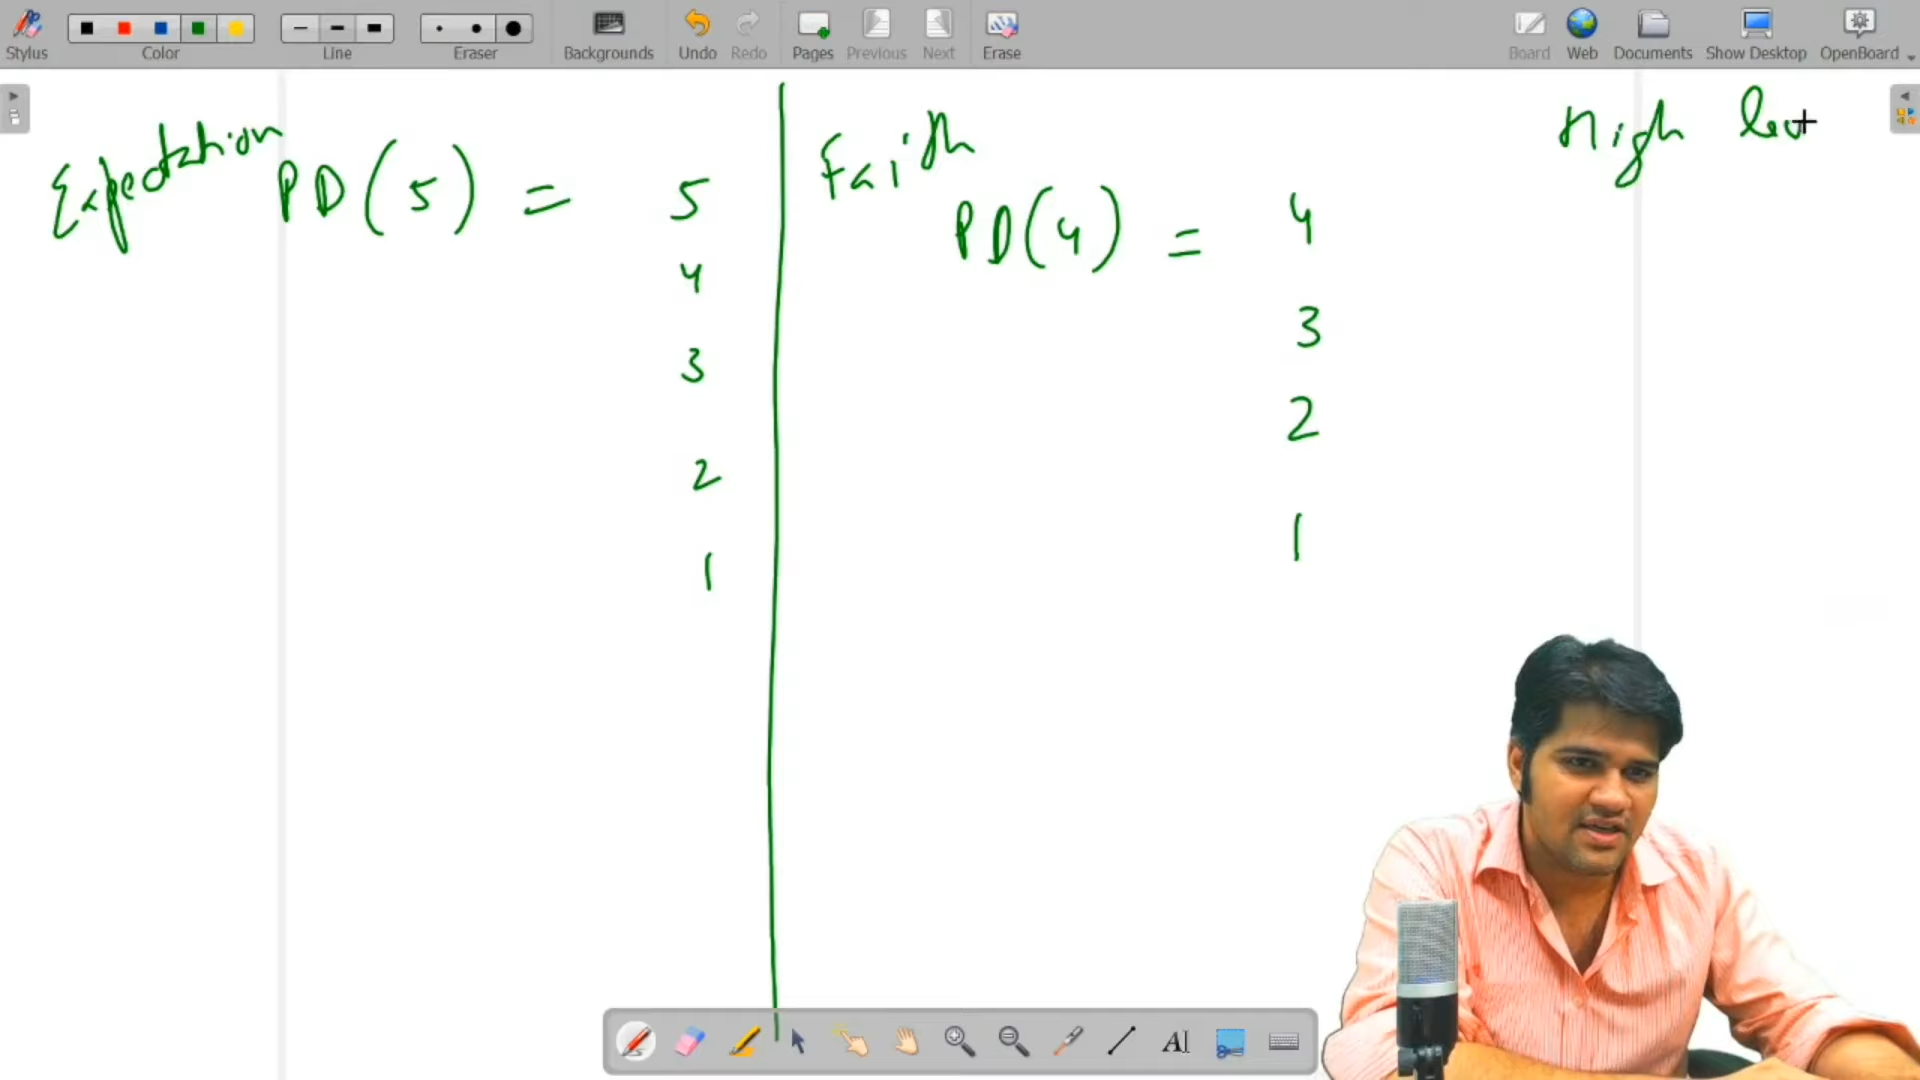 Stylus
Color
Line
Eraser
Backgrounds
Undo
Redo
Pages
Previous
Next
Erase
Board
Web
Documents
Show Desktop
OpenBoard
Expectation
PD(5) = 5
4
3
2
1
Faith
PD(4) = 4
3
2
1
High
AI